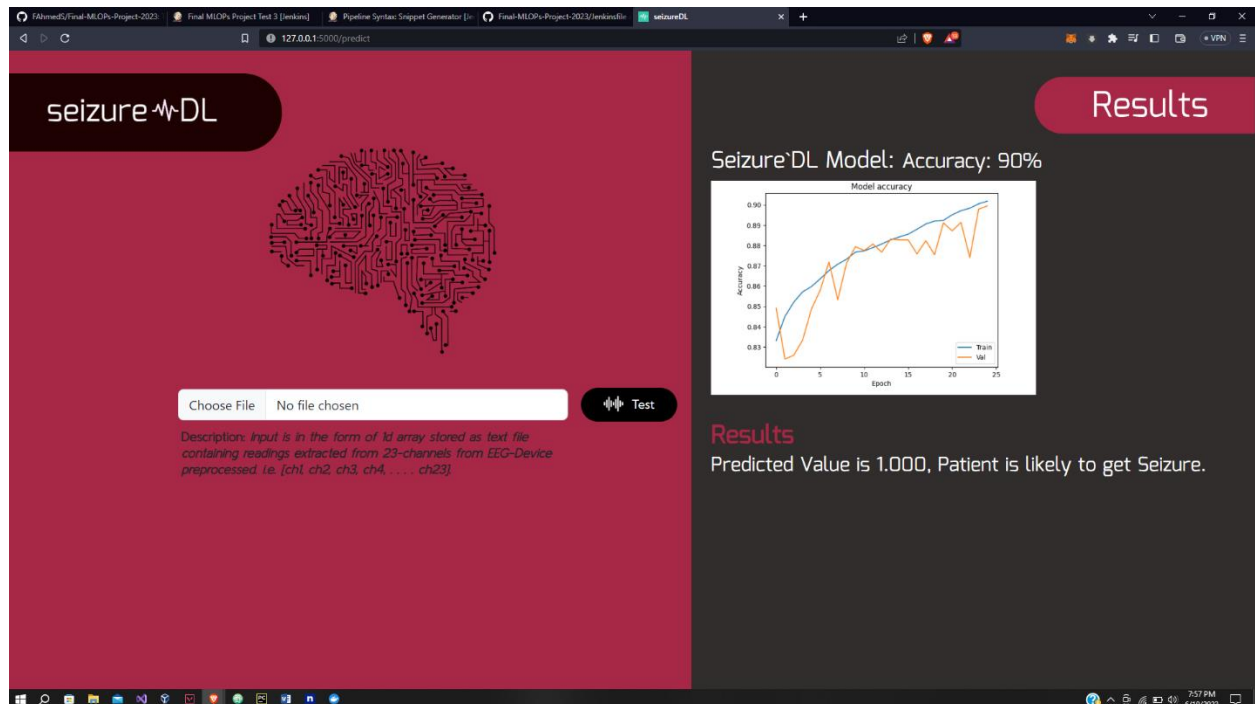 FAhmedS/Final-MLOPs-Project-2023:
Final MLOPs Project Test 3 [Jenkins]
Pipeline Syntax: Snippet Generator [Je
Final-MLOPs-Project-2023/Jenkinsfile
seizureDL
127.0.0.1:5000/predict
VPN
seizure DL
Choose File No file chosen
Test
Description: Input is in the form of 1d array stored as text file
containing readings extracted from 23-channels from EEG-Device
preprocessed. i.e. [ch1, ch2, ch3, ch4, . . . . ch23].
Results
Seizure`DL Model: Accuracy: 90%
Model accuracy
0.90
0.89
0.88
0.87
0.86
0.85
0.84
0.83
Accuracy
Train
Val
0 5 10 15 20 25
Epoch
Results
Predicted Value is 1.000, Patient is likely to get Seizure.
7:57 PM